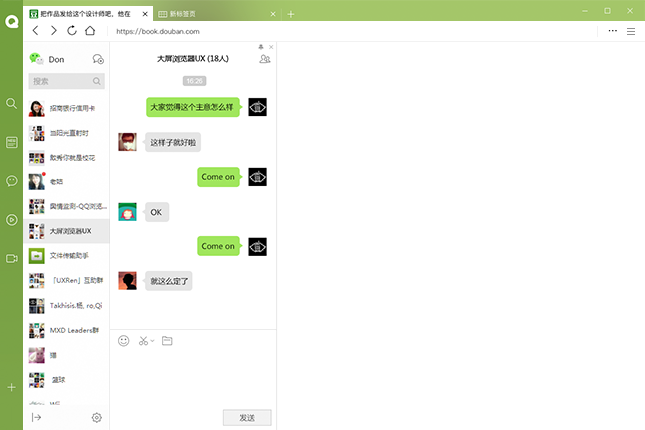 把作品发给这个设计师吧，他在
新标签页
https://book.douban.com
Don
搜索
招商银行信用卡
当阳光直射时
散秀你就是校花
老妞
舆情监测-QQ浏览...
大屏浏览器UX
文件传输助手
「UXRen」互助群
Takhisis.杨, ro,Qi
MXD Leaders群
篮球
大屏浏览器UX (18人)
16:26
大家觉得这个主意怎么样
这样子就好啦
Come on
OK
Come on
就这么定了
发送